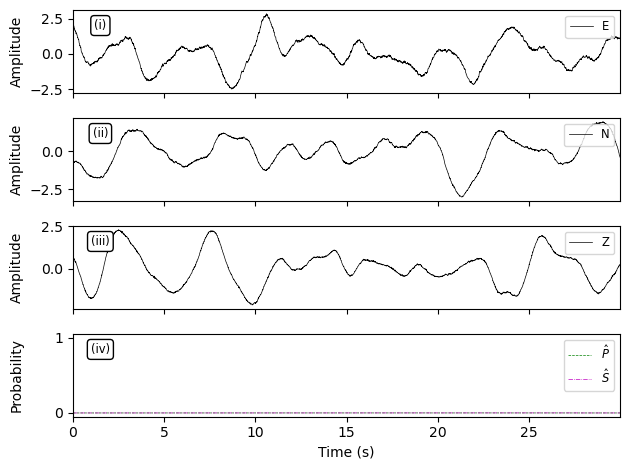 Amplitude
2.5
0.0
−2.5
(i)
E
Amplitude
0.0
−2.5
(ii)
N
Amplitude
2.5
0.0
(iii)
Z
Probability
1
0
(iv)
P̂
Ŝ
0 5 10 15 20 25
Time (s)